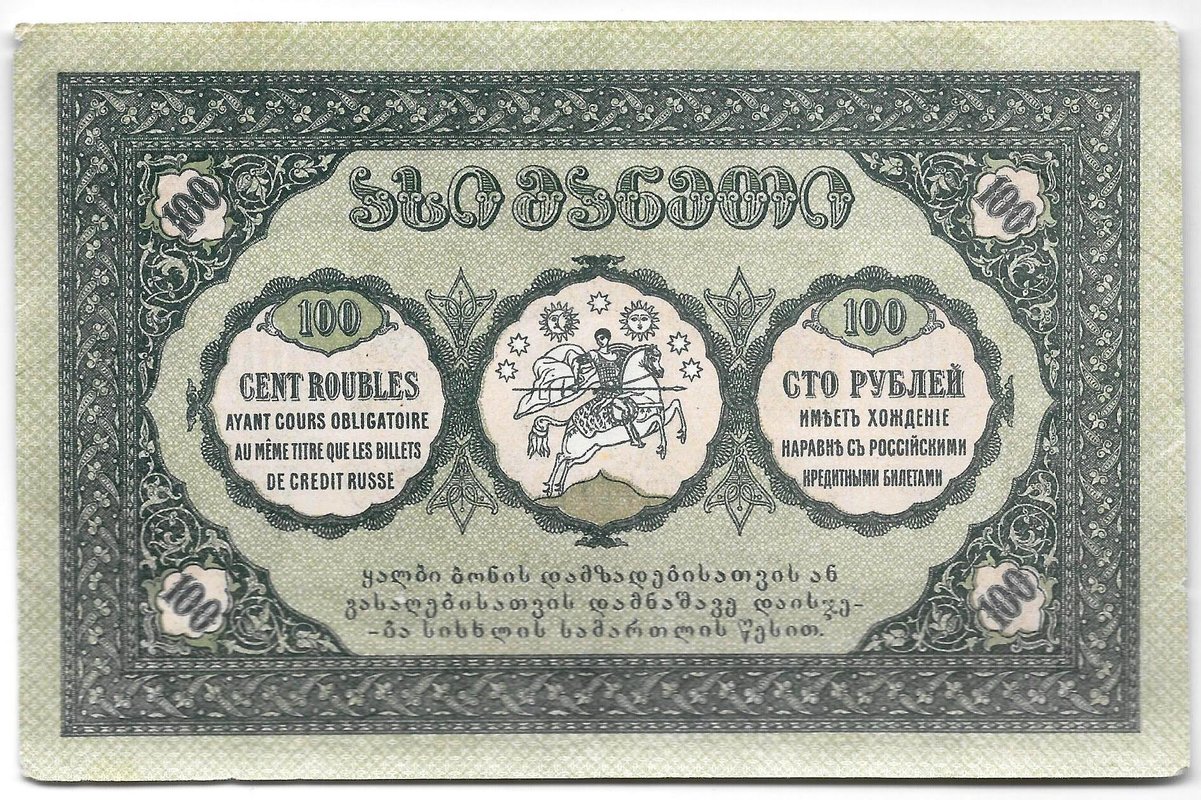 ასი მანეთი
100
100
100
CENT ROUBLES
AYANT COURS OBLIGATOIRE
AU MÊME TITRE QUE LES BILLETS
DE CREDIT RUSSE
100
СТО РУБЛЕЙ
ИМѢЕТЪ ХОЖДЕНІЕ
НАРАВНѢ СЪ РОССІЙСКИМИ
КРЕДИТНЫМИ БИЛЕТАМИ
ყალბი ბონის დამზადებისათვის ან
გასაღებისათვის დამნაშავე დაისჯე-
-ბა სისხლის სამართლის წესით.
100
100